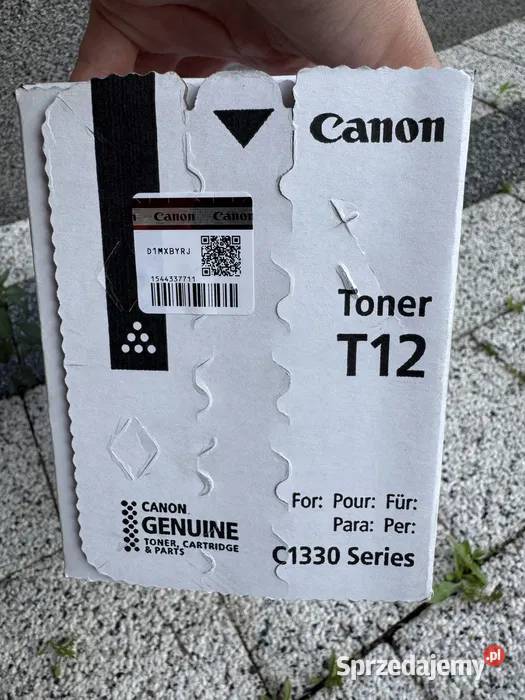 Canon
Canon Canon
D1MXBYRJ
1544337711
Toner
T12
CANON
GENUINE
TONER, CARTRIDGE
& PARTS
For: Pour: Für:
Para: Per:
C1330 Series
Sprzedajemy.pl